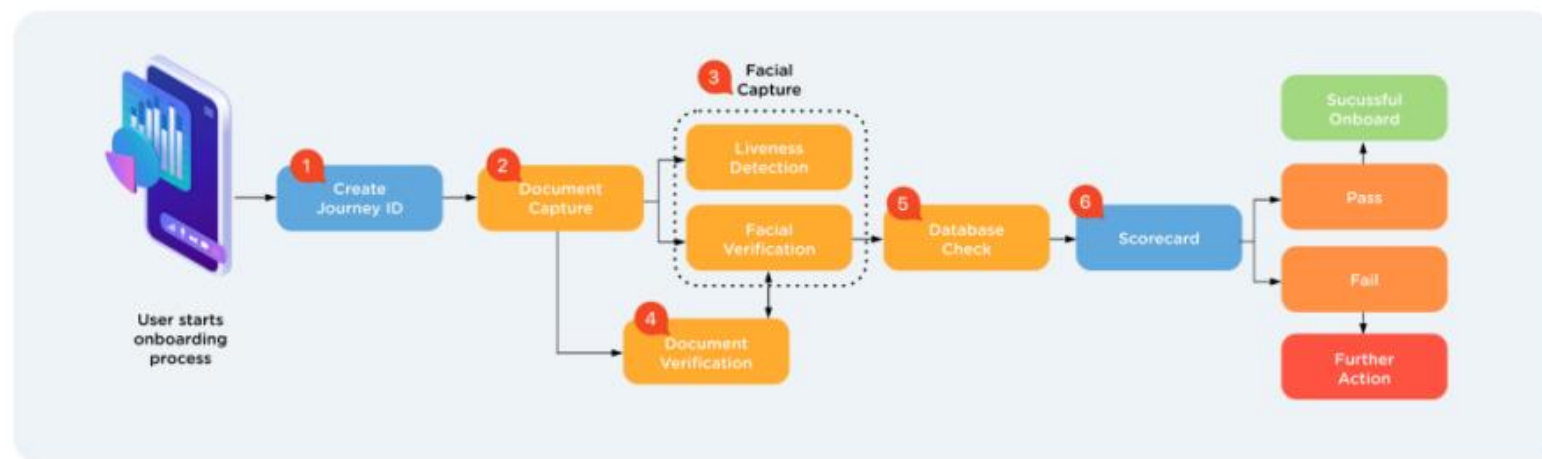 User starts
onboarding
process
1
Create
Journey ID
2
Document
Capture
3
Facial
Capture
Liveness
Detection
Facial
Verification
4
Document
Verification
5
Database
Check
6
Scorecard
Sucussful
Onboard
Pass
Fail
Further
Action